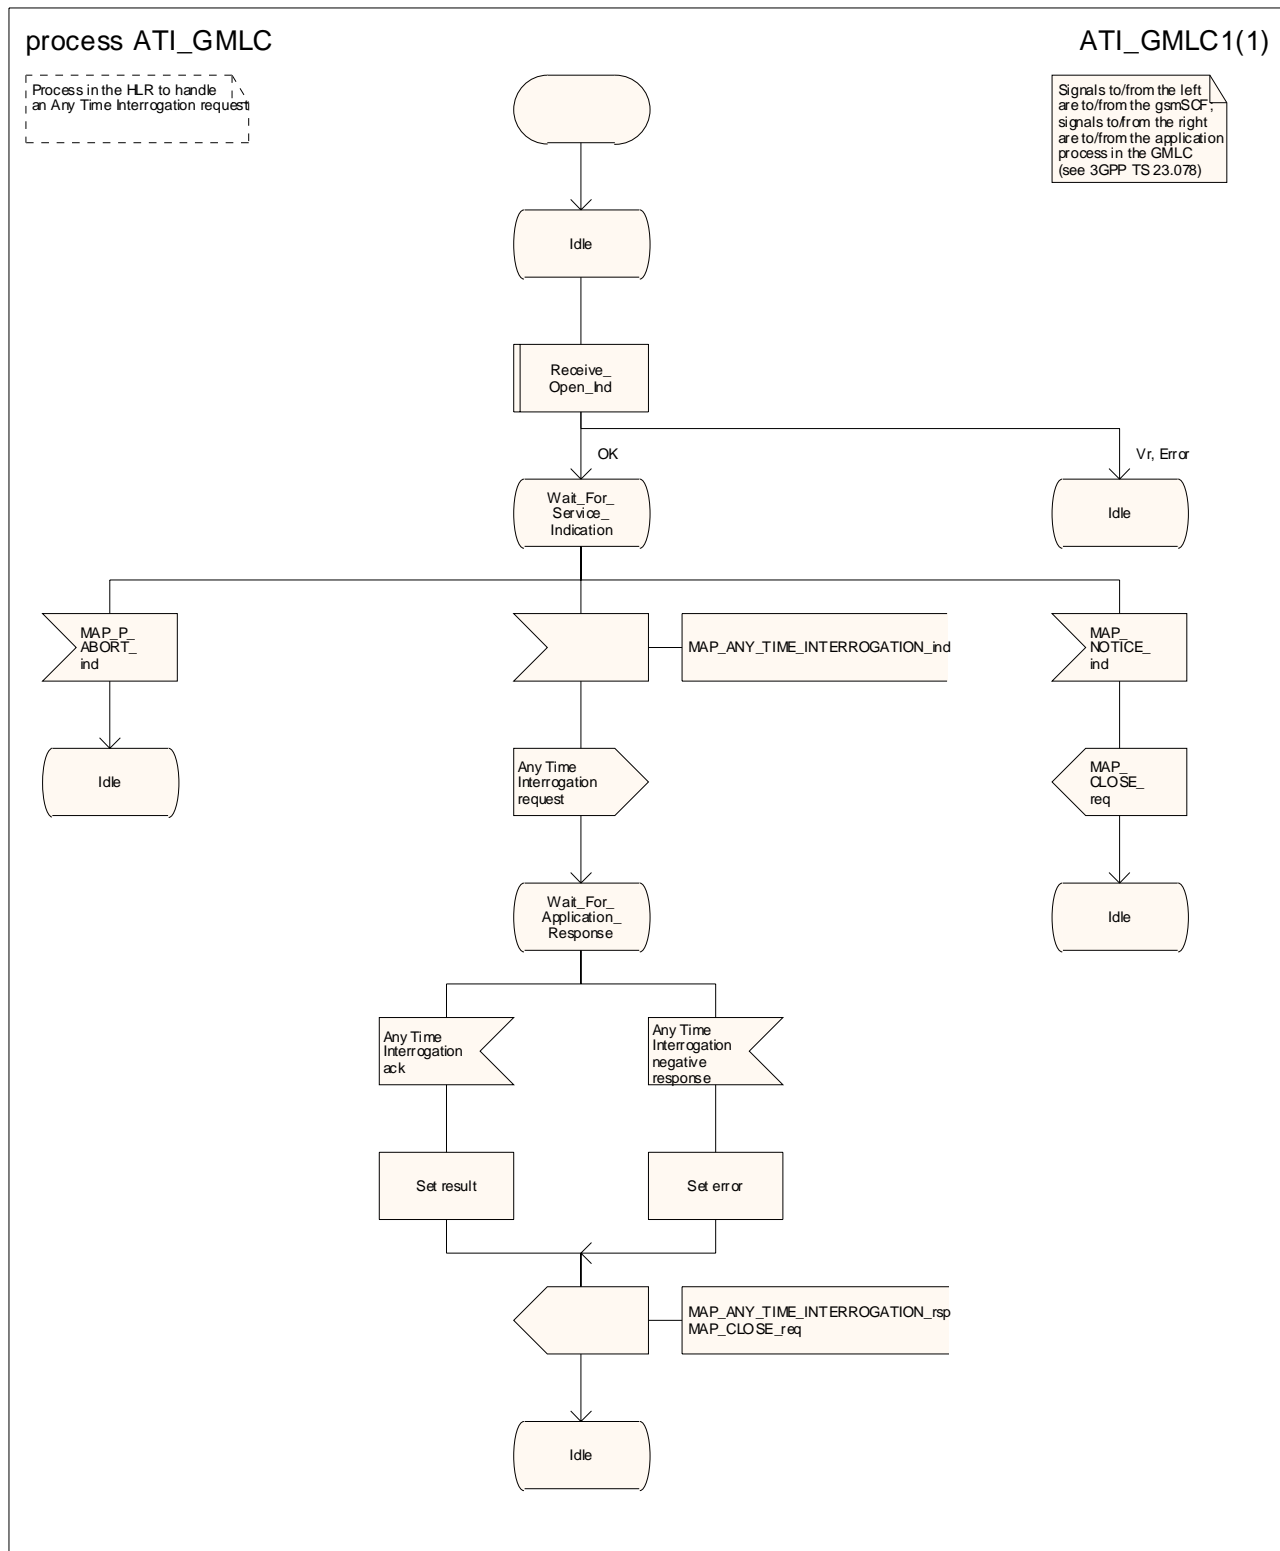 process ATI_GMLC
ATI_GMLC1(1)
Process in the HLR to handle
an Any Time Interrogation request
Signals to/from the left
are to/from the gsmSCF;
signals to/from the right
are to/from the application
process in the GMLC
(see 3GPP TS 23.078)
Idle
Receive_
Open_Ind
OK
Vr, Error
Wait_For_
Service_
Indication
Idle
MAP_P_
ABORT_
ind
MAP_ANY_TIME_INTERROGATION_ind
MAP_
NOTICE_
ind
Idle
Any Time
Interrogation
request
MAP_
CLOSE_
req
Wait_For_
Application_
Response
Idle
Any Time
Interrogation
ack
Any Time
Interrogation
negative
response
Set result
Set error
MAP_ANY_TIME_INTERROGATION_rsp
MAP_CLOSE_req
Idle